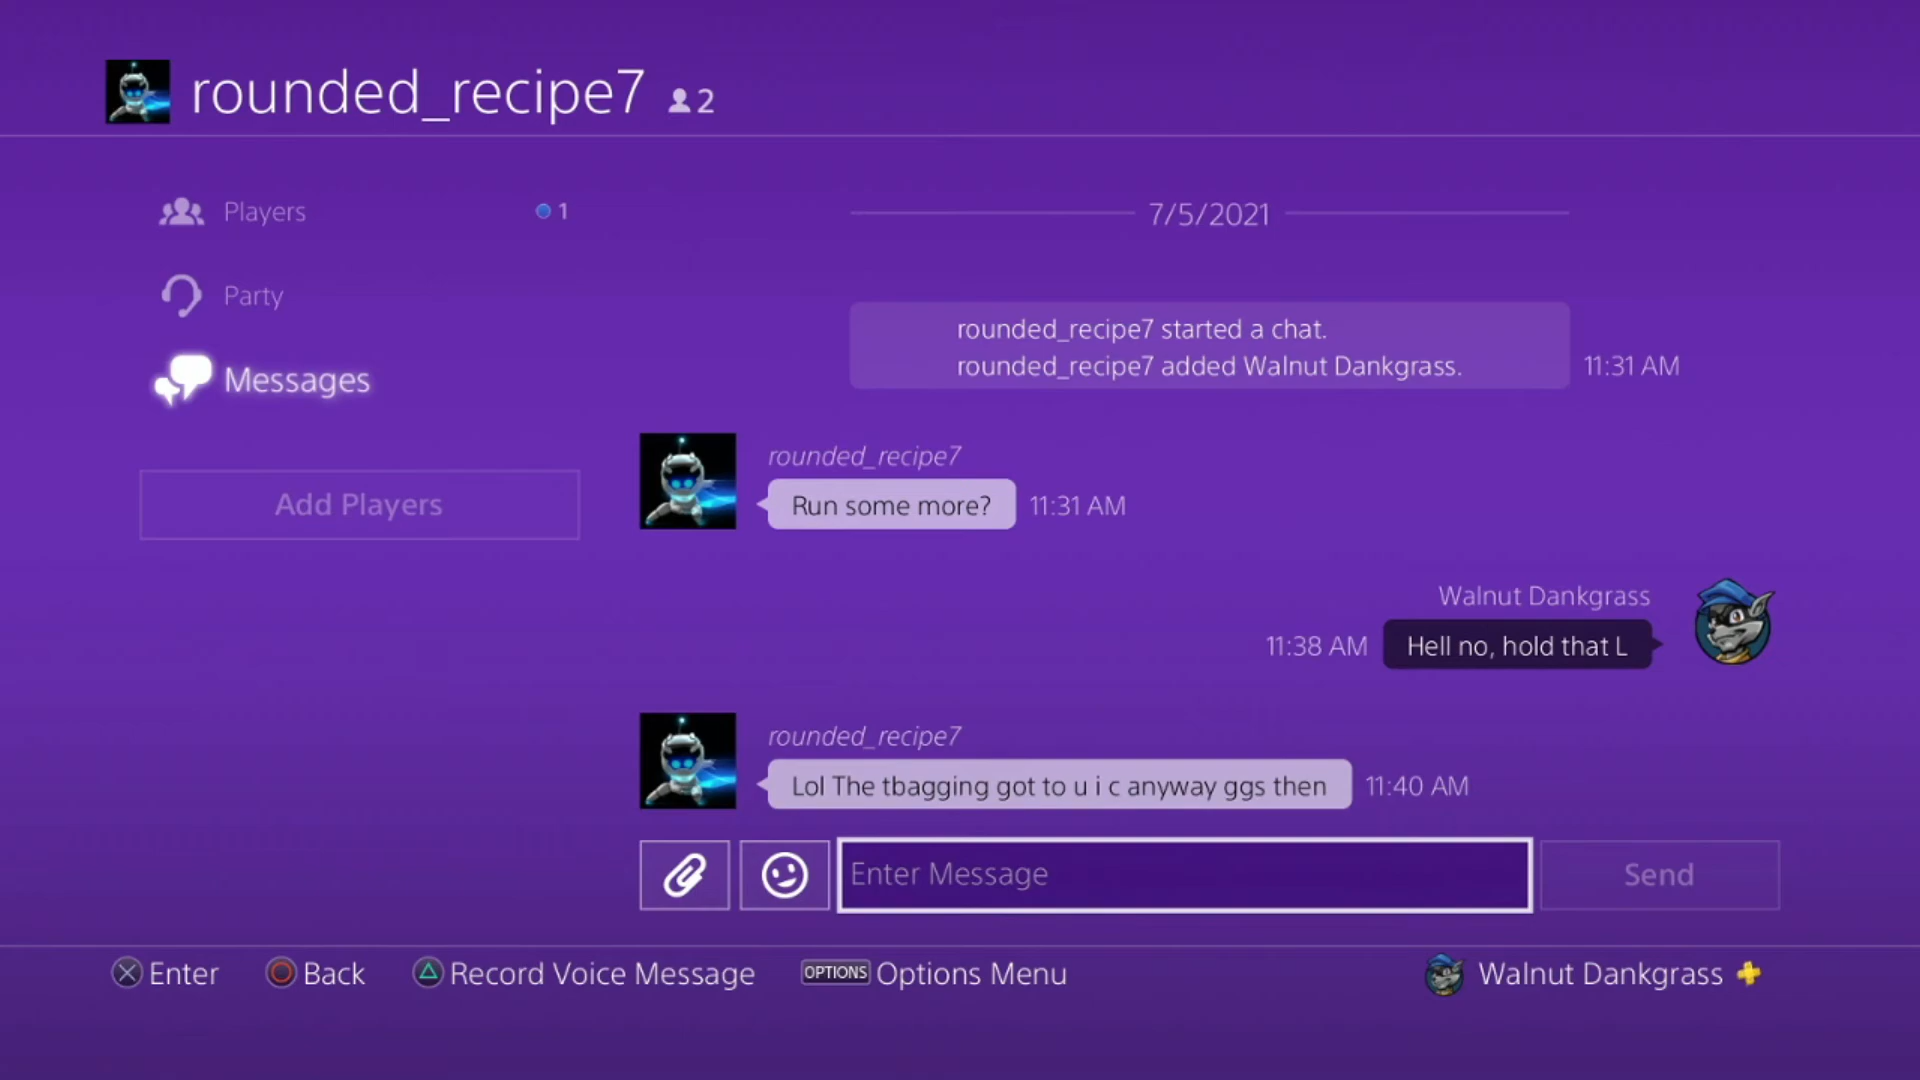 rounded_recipe7 2
Players 1
Party
Messages
Add Players
7/5/2021
rounded_recipe7 started a chat.
rounded_recipe7 added Walnut Dankgrass.
11:31 AM
rounded_recipe7
Run some more? 11:31 AM
Walnut Dankgrass
11:38 AM Hell no, hold that L
rounded_recipe7
Lol The tbagging got to u i c anyway ggs then 11:40 AM
Enter Message
Send
Enter Back Record Voice Message OPTIONS Options Menu Walnut Dankgrass